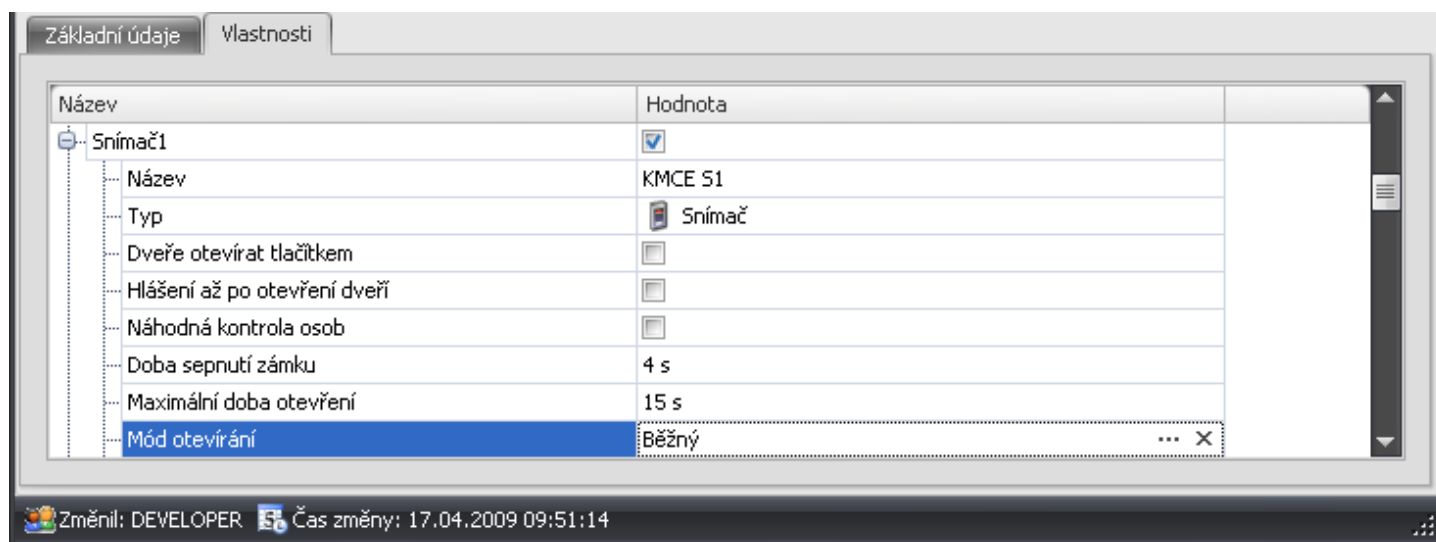 Základní údaje Vlastnosti
Název Hodnota
Snímač1
Název KMCE S1
Typ Snímač
Dveře otevírat tlačítkem
Hlášení až po otevření dveří
Náhodná kontrola osob
Doba sepnutí zámku 4 s
Maximální doba otevření 15 s
Mód otevírání Běžný ...
Změnil: DEVELOPER Čas změny: 17.04.2009 09:51:14